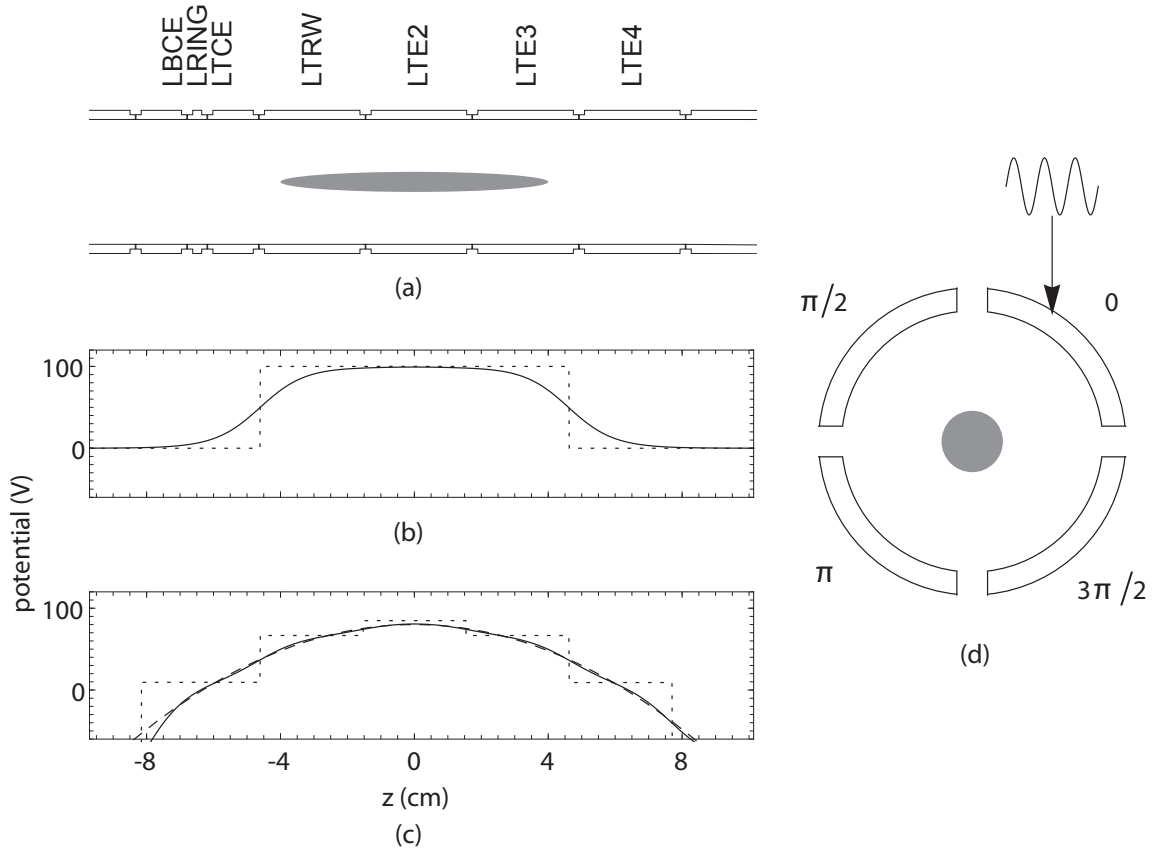 LBCE
LRING
LTCE
LTRW
LTE2
LTE3
LTE4
(a)
100
0
(b)
potential (V)
100
0
-8 -4 0 4 8
z (cm)
(c)
π/2
0
π
3π/2
(d)